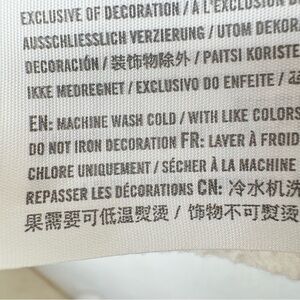 EXCLUSIVE OF DECORATION / À L'EXCLUSION D
AUSSCHLIESSLICH VERZIERUNG / UTOM DEKOR
DECORACIÓN / 装饰物除外 / PAITSI KORISTE
IKKE MEDREGNET / EXCLUSIVO DO ENFEITE /
EN: MACHINE WASH COLD / WITH LIKE COLORS
DO NOT IRON DECORATION FR: LAVER À FROID
CHLORE UNIQUEMENT / SÉCHER À LA MACHINE
REPASSER LES DÉCORATIONS CN: 冷水机洗
果需要可低温熨烫 / 饰物不可熨烫